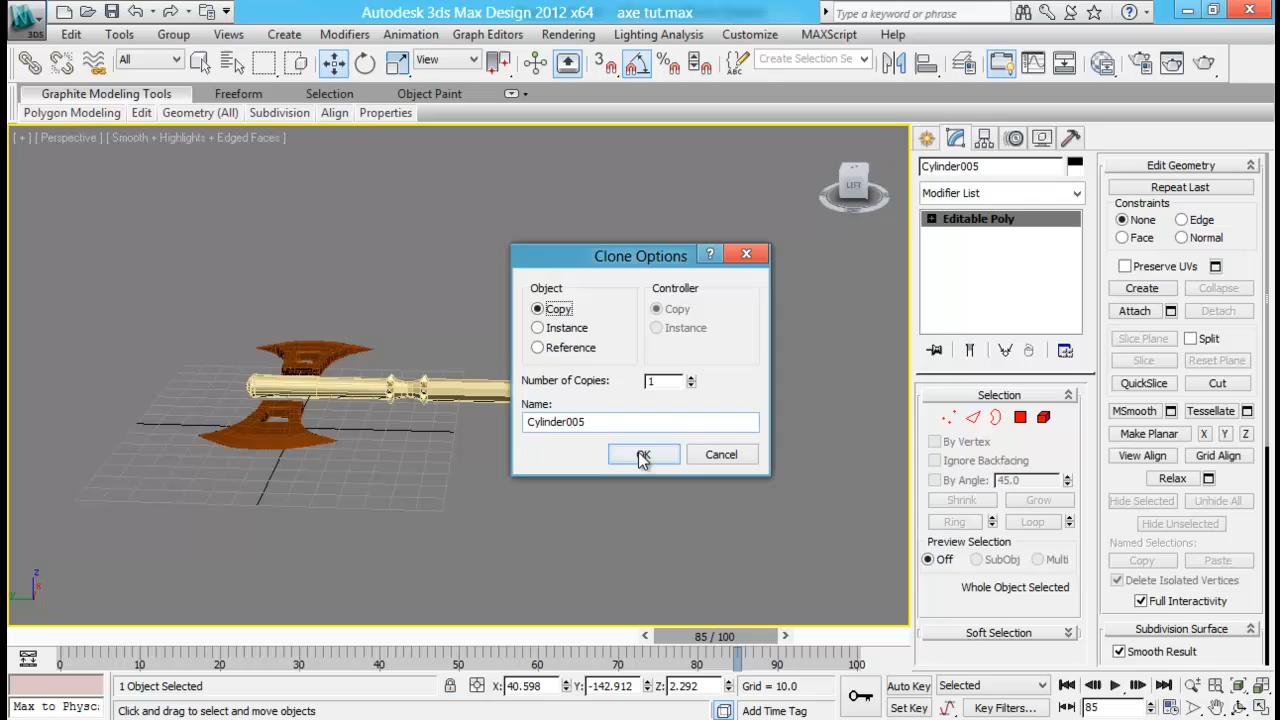 Autodesk 3ds Max Design 2012 x64 axe tut.max
Type a keyword or phrase
3DS
Edit Tools Group Views Create Modifiers Animation Graph Editors Rendering Lighting Analysis Customize MAXScript Help
All View 3 Create Selection Se
Graphite Modeling Tools Freeform Selection Object Paint
Polygon Modeling Edit Geometry (All) Subdivision Align Properties
[ + ] [ Perspective ] [ Smooth + Highlights + Edged Faces ]
LEFT
z
x
y
Clone Options
Object
Copy
Instance
Reference
Controller
Copy
Instance
Number of Copies: 1
Name:
Cylinder005
OK Cancel
Cylinder005
Modifier List
Editable Poly
Selection
By Vertex
Ignore Backfacing
By Angle: 45.0
Shrink Grow
Ring Loop
Preview Selection
Off SubObj Multi
Whole Object Selected
Soft Selection
Edit Geometry
Repeat Last
Constraints
None Edge
Face Normal
Preserve UVs
Create Collapse
Attach Detach
Slice Plane Split
Slice Reset Plane
QuickSlice Cut
MSmooth Tessellate
Make Planar X Y Z
View Align Grid Align
Relax
Hide Selected Unhide All
Hide Unselected
Named Selections:
Copy Paste
Delete Isolated Vertices
Full Interactivity
Subdivision Surface
Smooth Result
85 / 100
0 10 20 30 40 50 60 70 80 90 100
1 Object Selected X: 40.598 Y: -142.912 Z: 2.292 Grid = 10.0 Auto Key Selected
Max to Physc Click and drag to select and move objects Add Time Tag Set Key Key Filters... 85